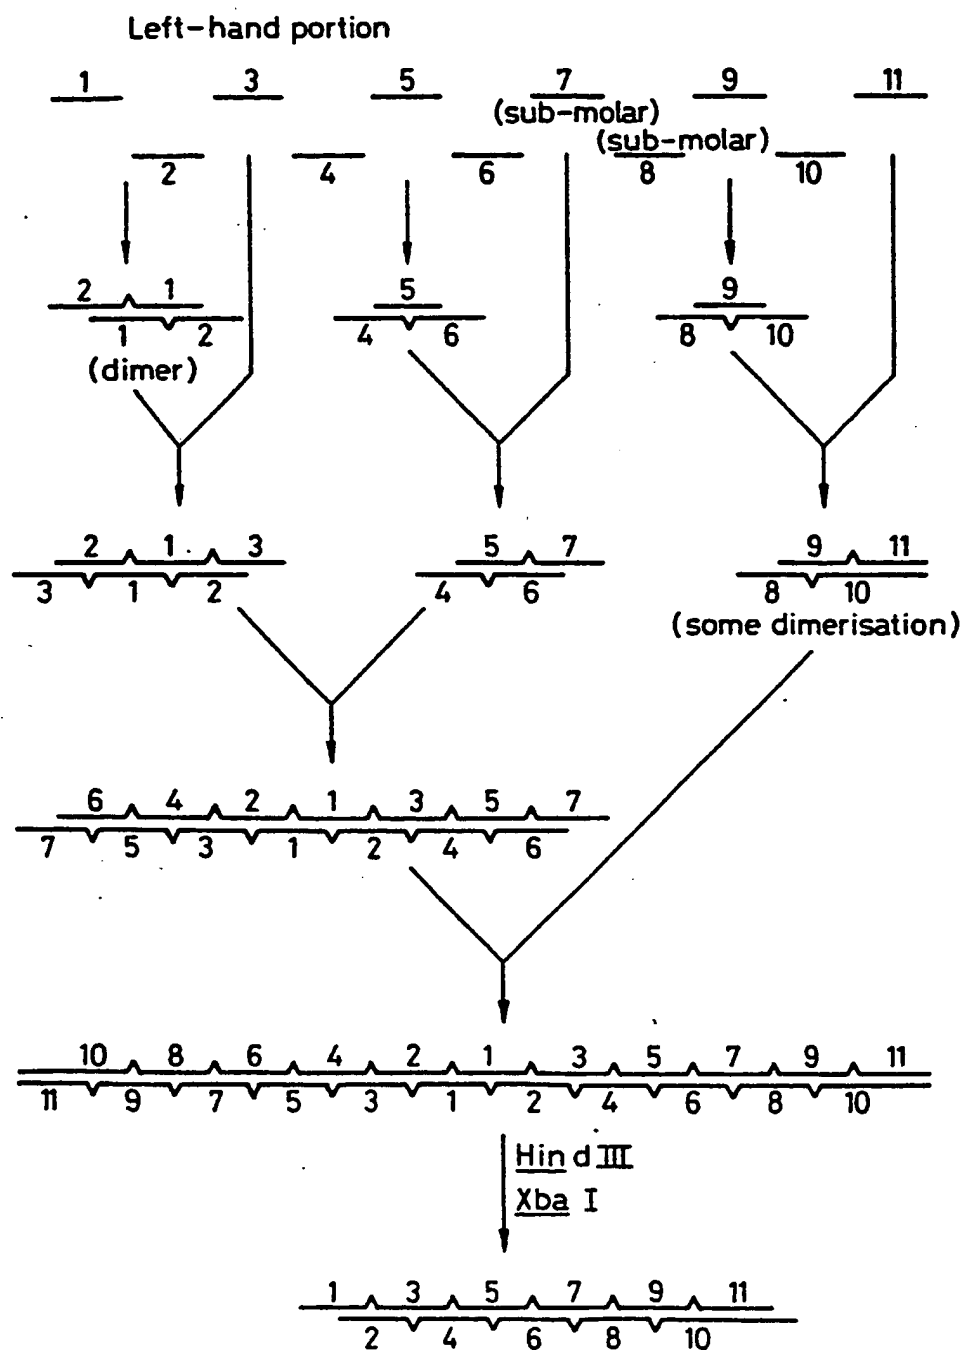 Left-hand portion
1 3 5 7 9 11
(sub-molar)
(sub-molar)
2 4 6 8 10
2 1 5 9
1 2 4 6 8 10
(dimer)
2 1 3 5 7 9 11
3 1 2 4 6 8 10
(some dimerisation)
6 4 2 1 3 5 7
7 5 3 1 2 4 6
10 8 6 4 2 1 3 5 7 9 11
11 9 7 5 3 1 2 4 6 8 10
Hin d III
Xba I
1 3 5 7 9 11
2 4 6 8 10